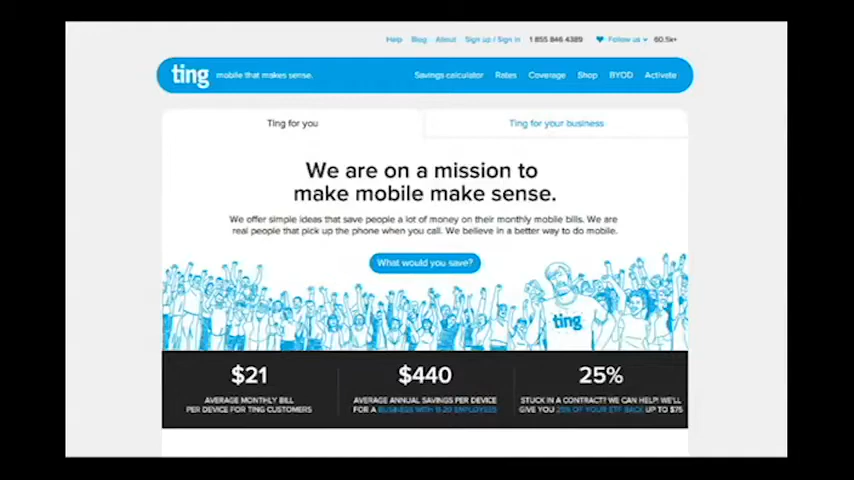 Help Blog About Sign up / Sign in 1 855 846 4389 Follow us 60.5k+
ting mobile that makes sense. Savings calculator Rates Coverage Shop BYOD Activate
Ting for you Ting for your business
We are on a mission to
make mobile make sense.
We offer simple ideas that save people a lot of money on their monthly mobile bills. We are
real people that pick up the phone when you call. We believe in a better way to do mobile.
What would you save?
ting
$21 $440 25%
AVERAGE MONTHLY BILL AVERAGE ANNUAL SAVINGS PER DEVICE STUCK IN A CONTRACT? WE CAN HELP! WE'LL
PER DEVICE FOR TING CUSTOMERS FOR A BUSINESS WITH 11-20 EMPLOYEES GIVE YOU 25% OF YOUR ETF BACK UP TO $75